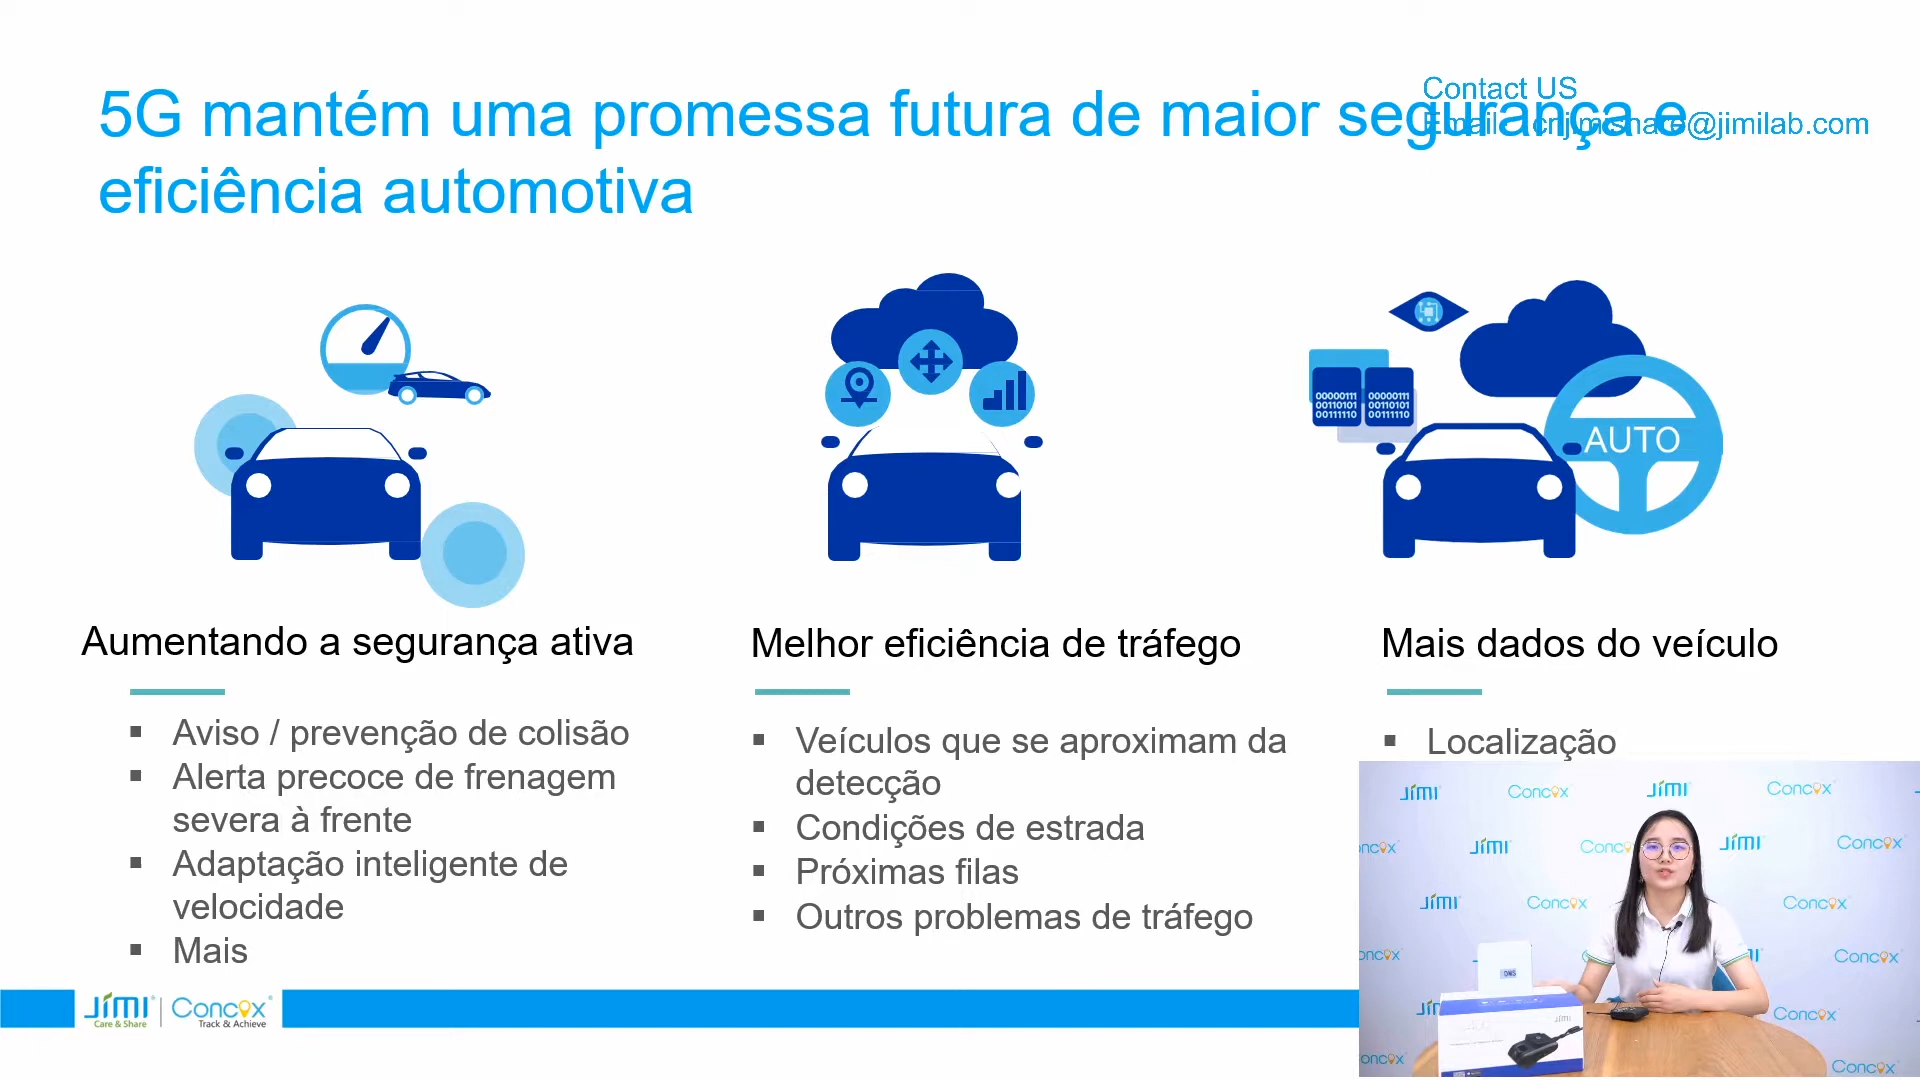 Contact US
5G mantém uma promessa futura de maior segurança e
Email: cnjimishare@jimilab.com
eficiência automotiva
00000111
00110101
00111110
00000111
00110101
00111110
AUTO
Aumentando a segurança ativa
Melhor eficiência de tráfego
Mais dados do veículo
Aviso / prevenção de colisão
Alerta precoce de frenagem
severa à frente
Adaptação inteligente de
velocidade
Mais
Veículos que se aproximam da
detecção
Condições de estrada
Próximas filas
Outros problemas de tráfego
Localização
JIMI Concox
Care & Share Track & Achieve
JIMI Concox JIMI Concox
JIMI JIMI Concox
JIMI Concox Concox
Concox
Concox
Concox